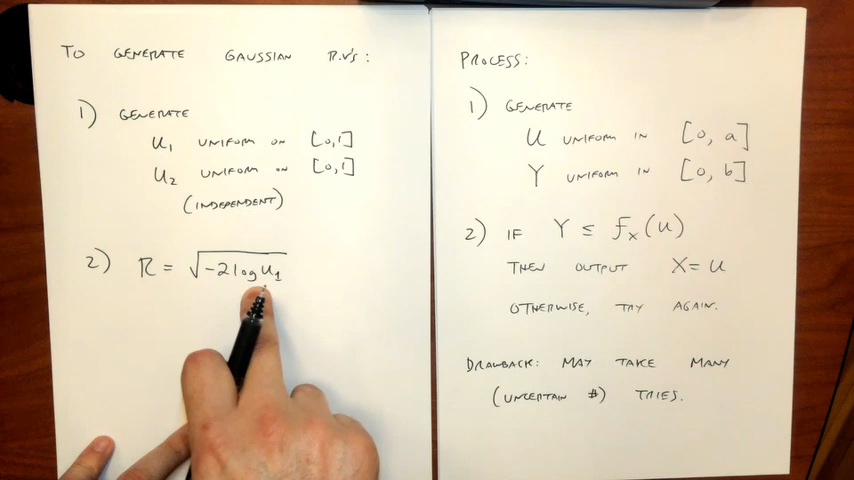 TO GENERATE GAUSSIAN R.V'S:
1) GENERATE
U₁ UNIFORM ON [0,1]
U₂ UNIFORM ON [0,1]
(INDEPENDENT)
2) R = √(-2 log U₁)
PROCESS:
1) GENERATE
U UNIFORM IN [0, a]
Y UNIFORM IN [0, b]
2) IF Y ≤ fₓ(U)
THEN OUTPUT X = U
OTHERWISE, TRY AGAIN.
DRAWBACK: MAY TAKE MANY
(UNCERTAIN #) TRIES.